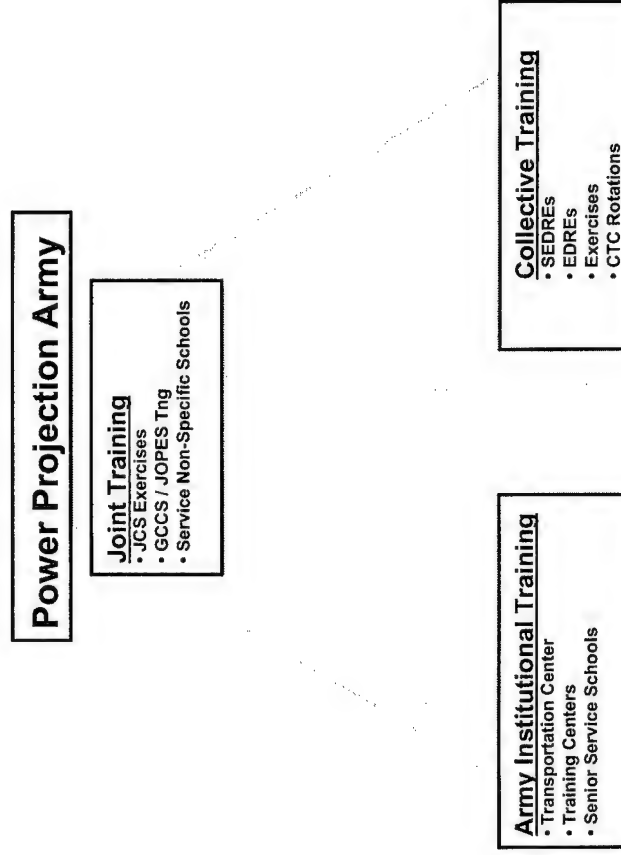 Power Projection Army
Joint Training
• JCS Exercises
• GCCS / JOPES Tng
• Service Non-Specific Schools
Army Institutional Training
• Transportation Center
• Training Centers
• Senior Service Schools
Collective Training
• SEDREs
• EDREs
• Exercises
• CTC Rotations